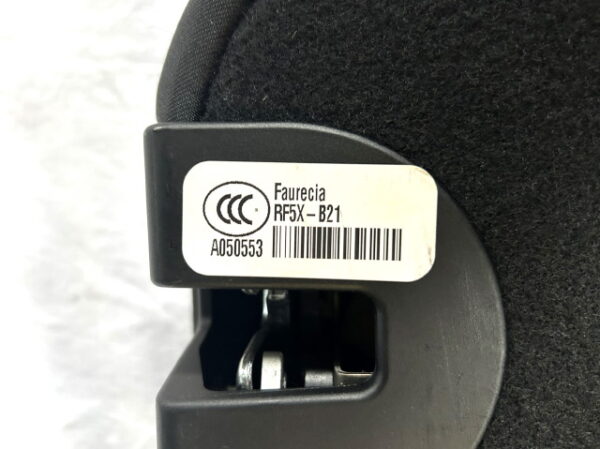 CCC
Faurecia
RF5X-B21
A050553